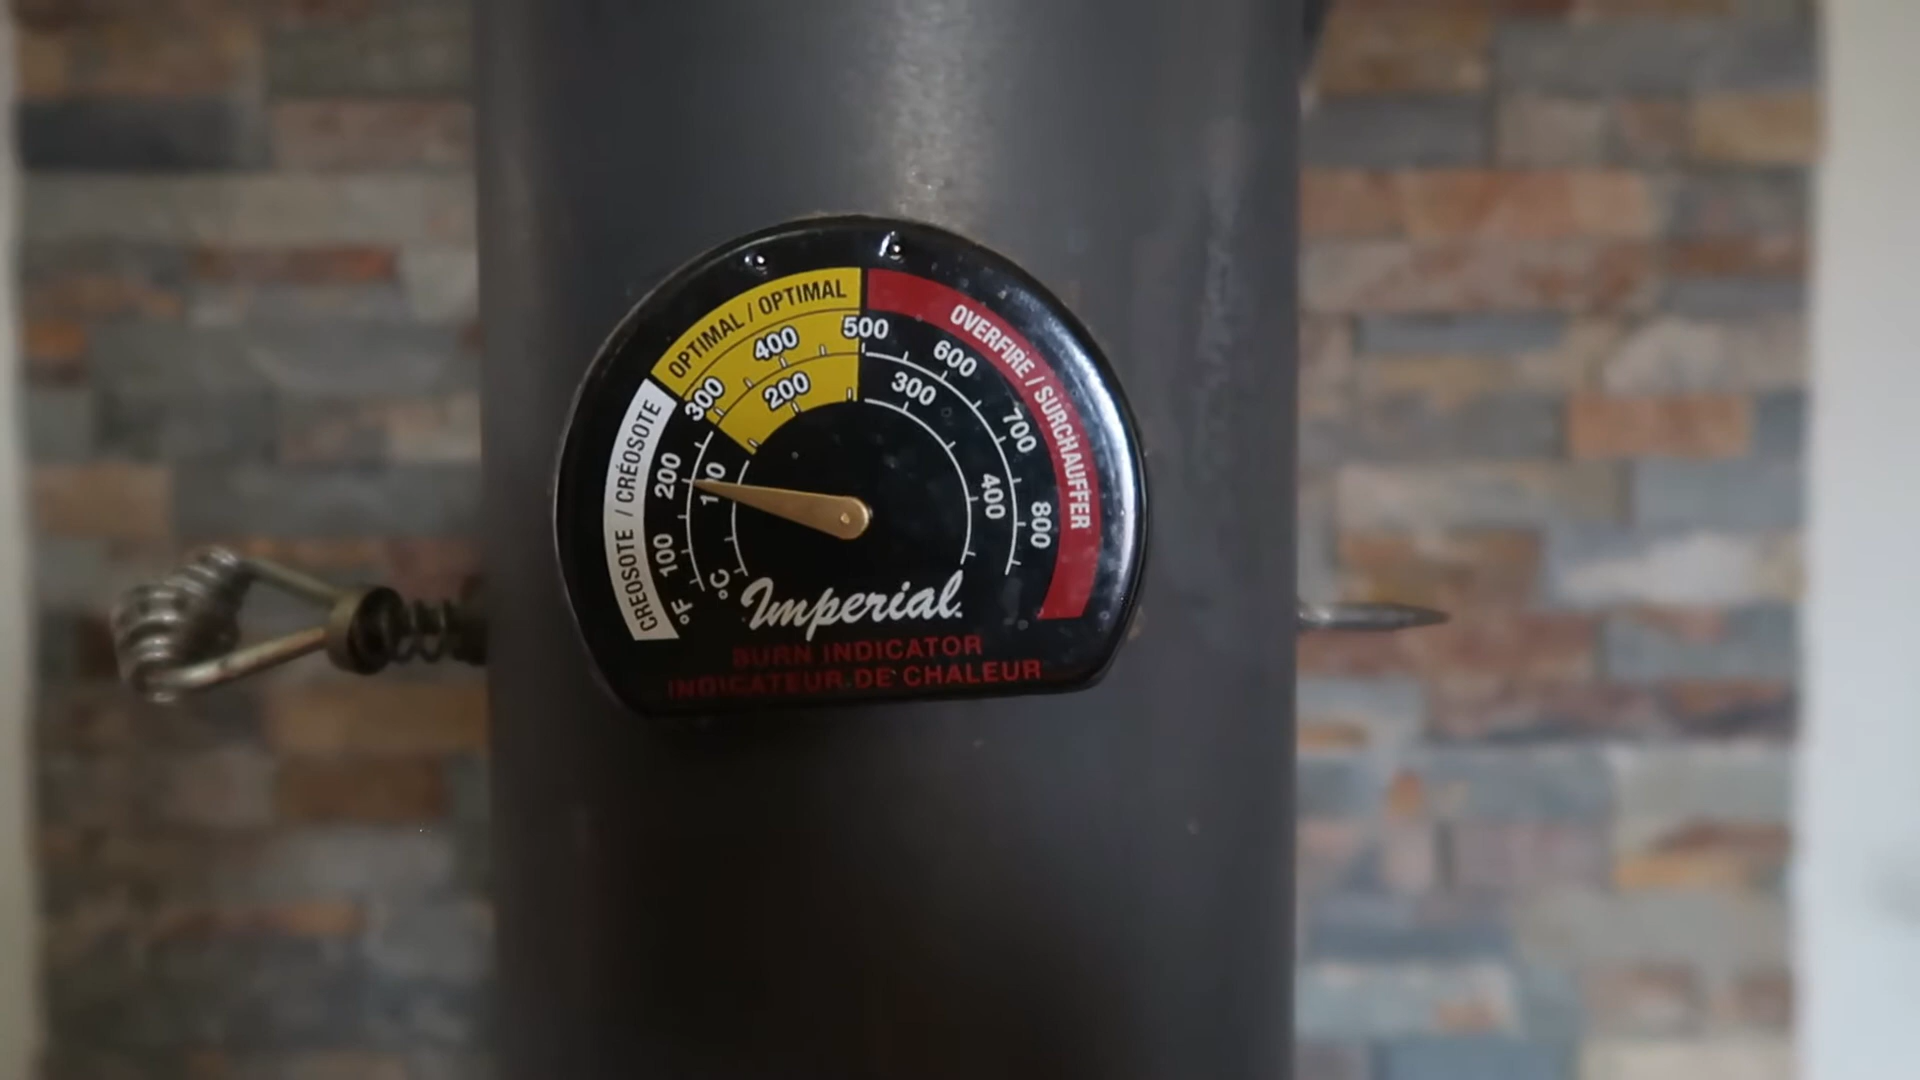 OPTIMAL / OPTIMAL
OVERFIRE / SURCHAUFFER
CREOSOTE / CRÉOSOTE
°F 100 200 300 400 500 600 700 800
°C 100 200 300 400
Imperial
BURN INDICATOR
INDICATEUR DE CHALEUR